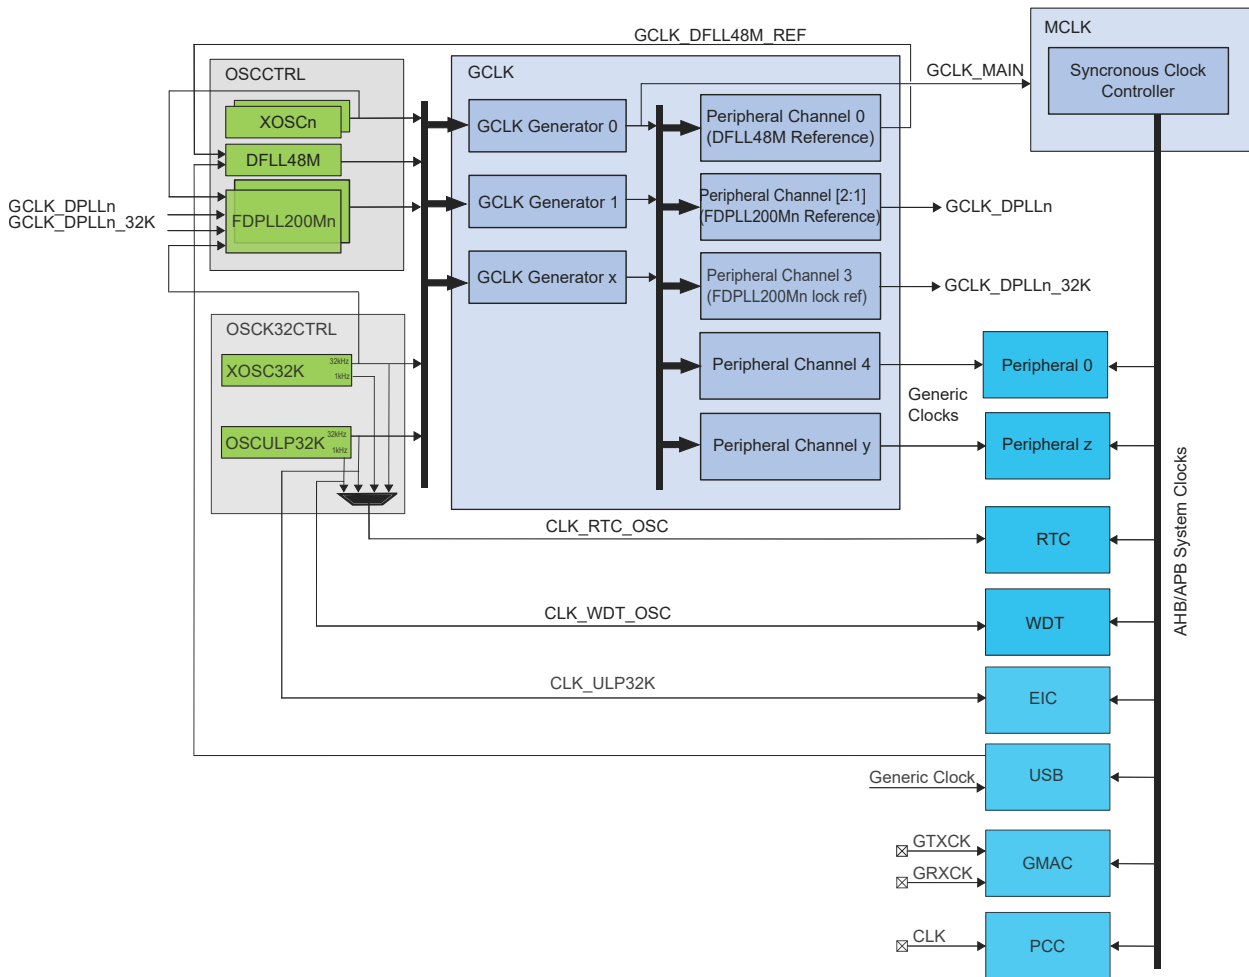 GCLK_DFLL48M_REF
MCLK
OSCCTRL
GCLK
GCLK_MAIN
Syncronous Clock
Controller
XOSCn
GCLK Generator 0
Peripheral Channel 0
(DFLL48M Reference)
DFLL48M
GCLK_DPLLn
GCLK_DPLLn_32K
FDPLL200Mn
GCLK Generator 1
Peripheral Channel [2:1]
(FDPLL200Mn Reference)
GCLK_DPLLn
GCLK Generator x
Peripheral Channel 3
(FDPLL200Mn lock ref)
GCLK_DPLLn_32K
OSCK32CTRL
XOSC32K
32kHz
1kHz
Peripheral Channel 4
Peripheral 0
Generic
Clocks
OSCULP32K
32kHz
1kHz
Peripheral Channel y
Peripheral z
AHB/APB System Clocks
CLK_RTC_OSC
RTC
CLK_WDT_OSC
WDT
CLK_ULP32K
EIC
Generic Clock
USB
GTXCK
GRXCK
GMAC
CLK
PCC